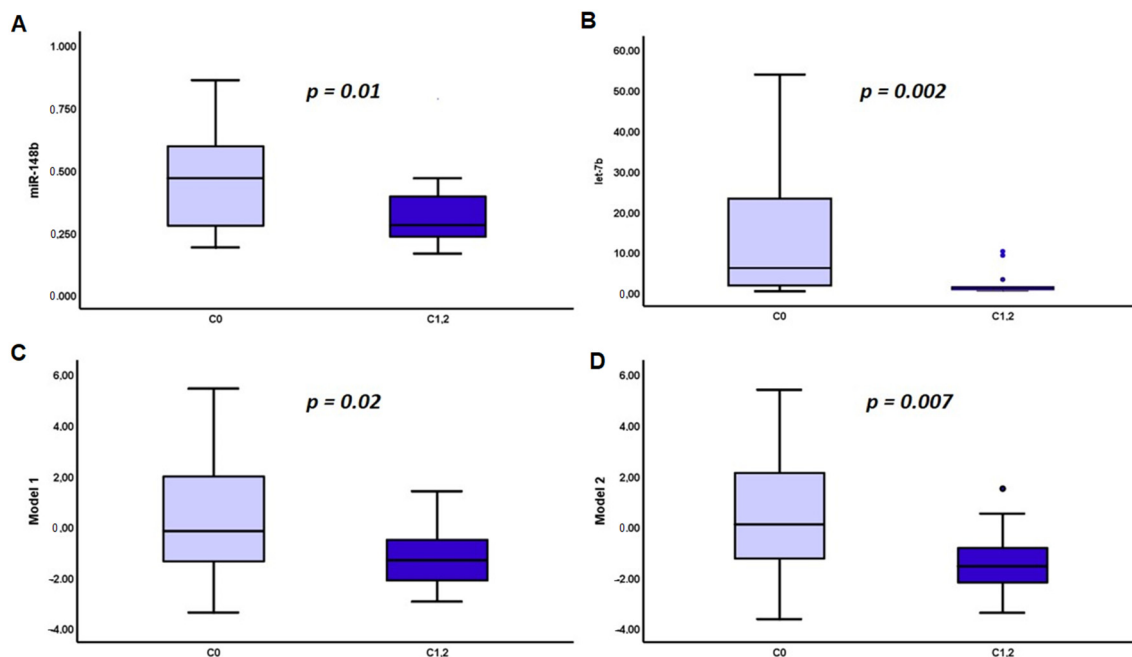 A
miR-148b
1.000
0.750
0.500
0.250
0.000
p = 0.01
C0
C1,2
B
let-7b
60.00
50.00
40.00
30.00
20.00
10.00
0.00
p = 0.002
C0
C1,2
C
Model 1
6.00
4.00
2.00
0.00
-2.00
-4.00
p = 0.02
C0
C1,2
D
Model 2
6.00
4.00
2.00
0.00
-2.00
-4.00
p = 0.007
C0
C1,2